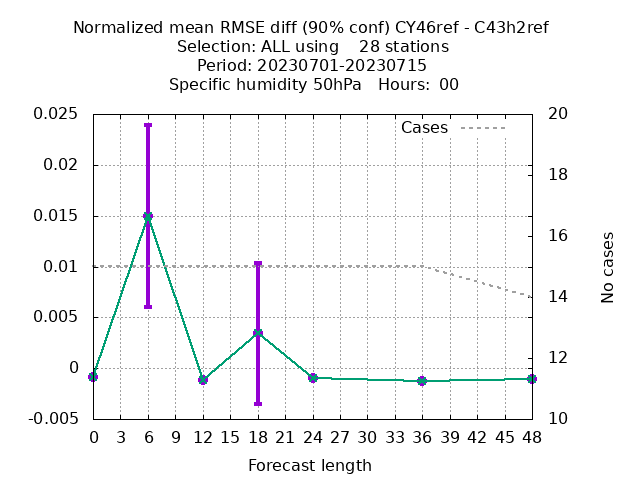 Normalized mean RMSE diff (90% conf) CY46ref - C43h2ref
Selection: ALL using    28 stations
Period: 20230701-20230715
Specific humidity 50hPa   Hours:  00
Cases
0.025
0.02
0.015
0.01
0.005
0
-0.005
20
18
16
14
12
10
No cases
0 3 6 9 12 15 18 21 24 27 30 33 36 39 42 45 48
Forecast length